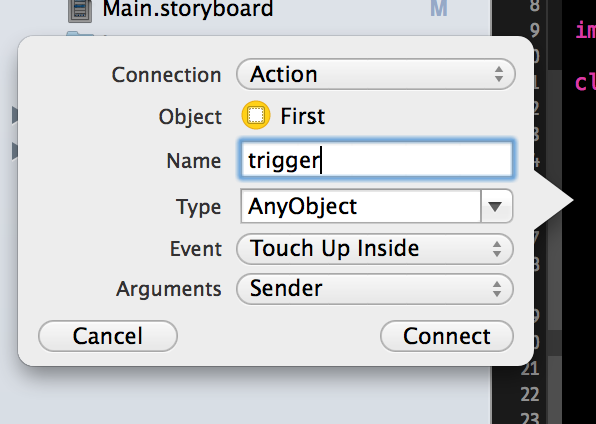 Main.storyboard M
8
9
im
cl
Connection Action
Object First
Name trigger
Type AnyObject
Event Touch Up Inside
Arguments Sender
Cancel Connect
21
22
23